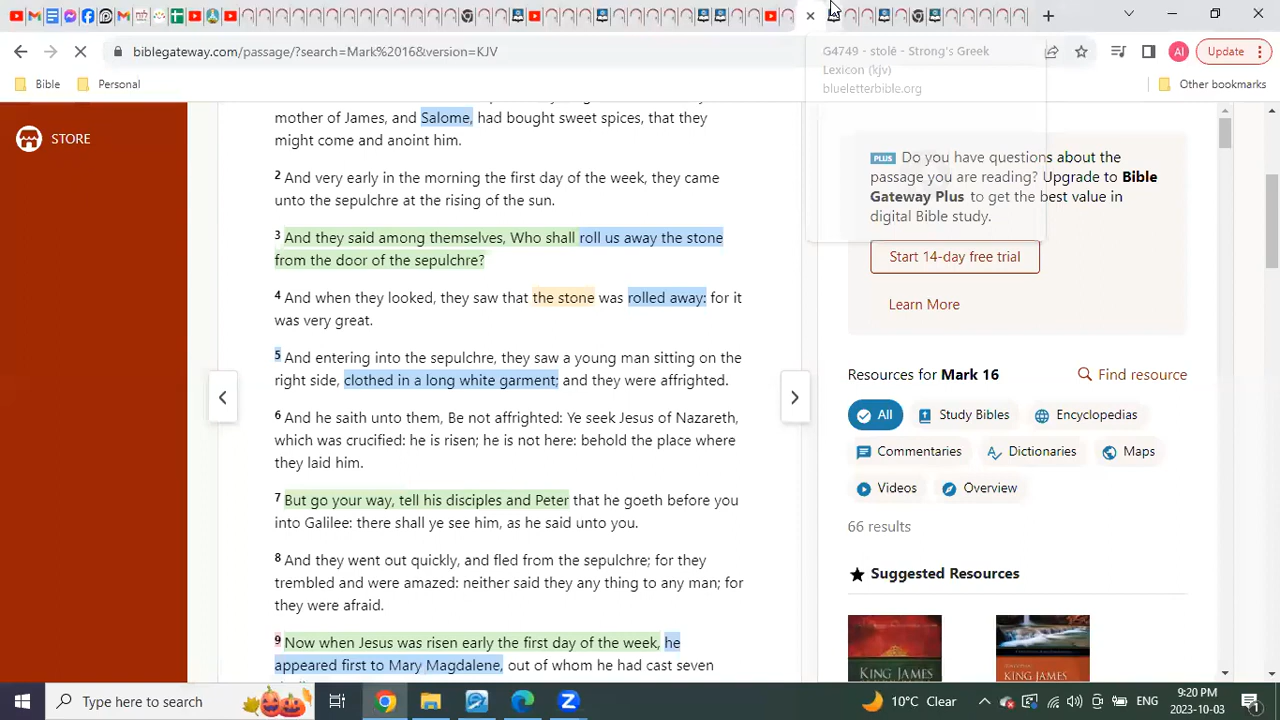 biblegateway.com/passage/?search=Mark%2016&version=KJV
AI
Update
Bible
Personal
Other bookmarks
G4749 - stolē - Strong's Greek
Lexicon (kjv)
blueletterbible.org
STORE
mother of James, and Salome, had bought sweet spices, that they
might come and anoint him.
2 And very early in the morning the first day of the week, they came
unto the sepulchre at the rising of the sun.
3 And they said among themselves, Who shall roll us away the stone
from the door of the sepulchre?
4 And when they looked, they saw that the stone was rolled away: for it
was very great.
5 And entering into the sepulchre, they saw a young man sitting on the
right side, clothed in a long white garment; and they were affrighted.
6 And he saith unto them, Be not affrighted: Ye seek Jesus of Nazareth,
which was crucified: he is risen; he is not here: behold the place where
they laid him.
7 But go your way, tell his disciples and Peter that he goeth before you
into Galilee: there shall ye see him, as he said unto you.
8 And they went out quickly, and fled from the sepulchre; for they
trembled and were amazed: neither said they any thing to any man; for
they were afraid.
9 Now when Jesus was risen early the first day of the week, he
appeared first to Mary Magdalene, out of whom he had cast seven
PLUS Do you have questions about the
passage you are reading? Upgrade to Bible
Gateway Plus to get the best value in
digital Bible study.
Start 14-day free trial
Learn More
Resources for Mark 16
Find resource
All
Study Bibles
Encyclopedias
Commentaries
Dictionaries
Maps
Videos
Overview
66 results
Suggested Resources
KING JAMES
KING JAMES
Type here to search
10°C Clear
ENG
9:20 PM
2023-10-03
1